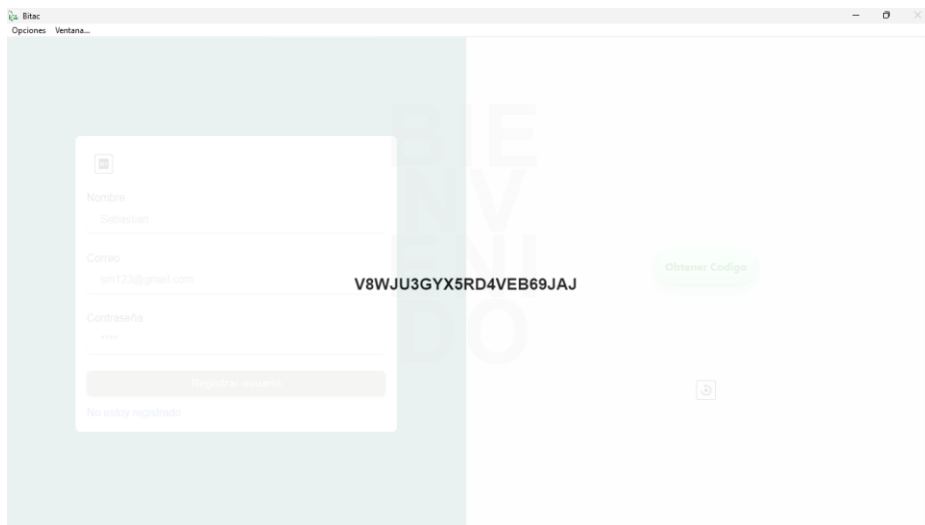 Bitac
Opciones Ventana...
BIE
NV
ENI
DO
Nombre
Sebastian
Correo
sm123@gmail.com
Contraseña
****
Registrar usuario
No estoy registrado
V8WJU3GYX5RD4VEB69JAJ
Obtener Codigo